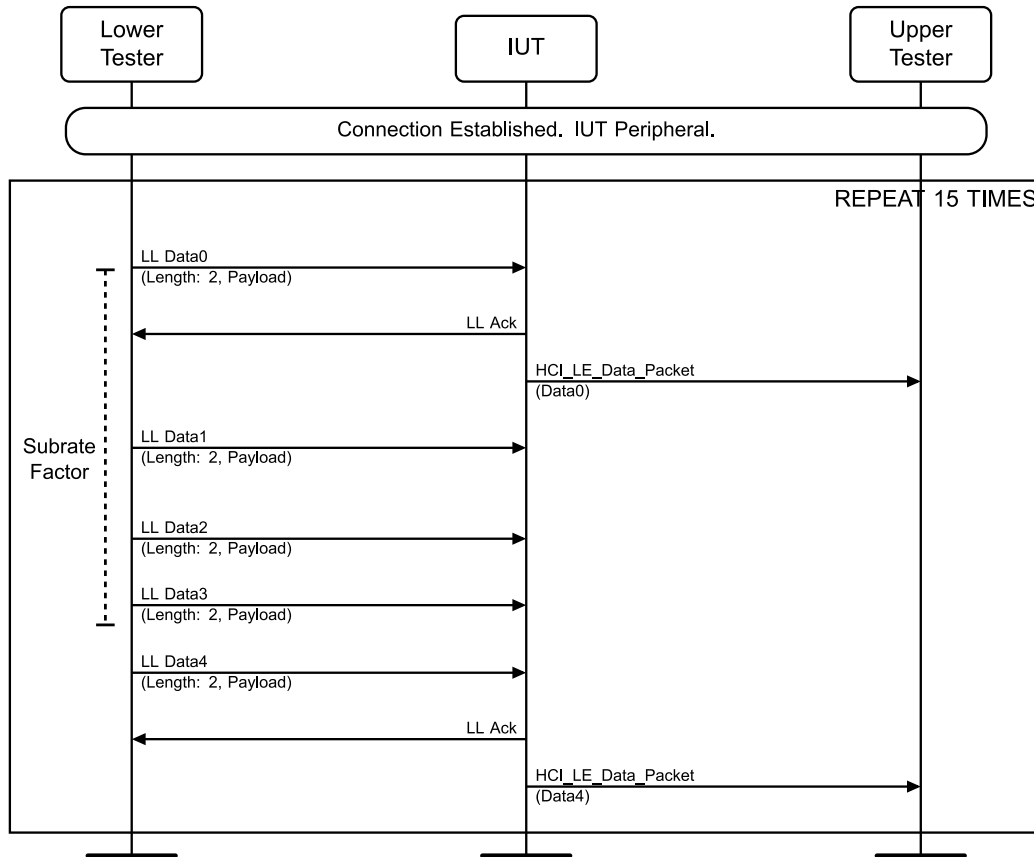 Lower
Tester
IUT
Upper
Tester
Connection Established. IUT Peripheral.
REPEAT 15 TIMES
LL Data0
(Length: 2, Payload)
LL Ack
HCI_LE_Data_Packet
(Data0)
Subrate
Factor
LL Data1
(Length: 2, Payload)
LL Data2
(Length: 2, Payload)
LL Data3
(Length: 2, Payload)
LL Data4
(Length: 2, Payload)
LL Ack
HCI_LE_Data_Packet
(Data4)